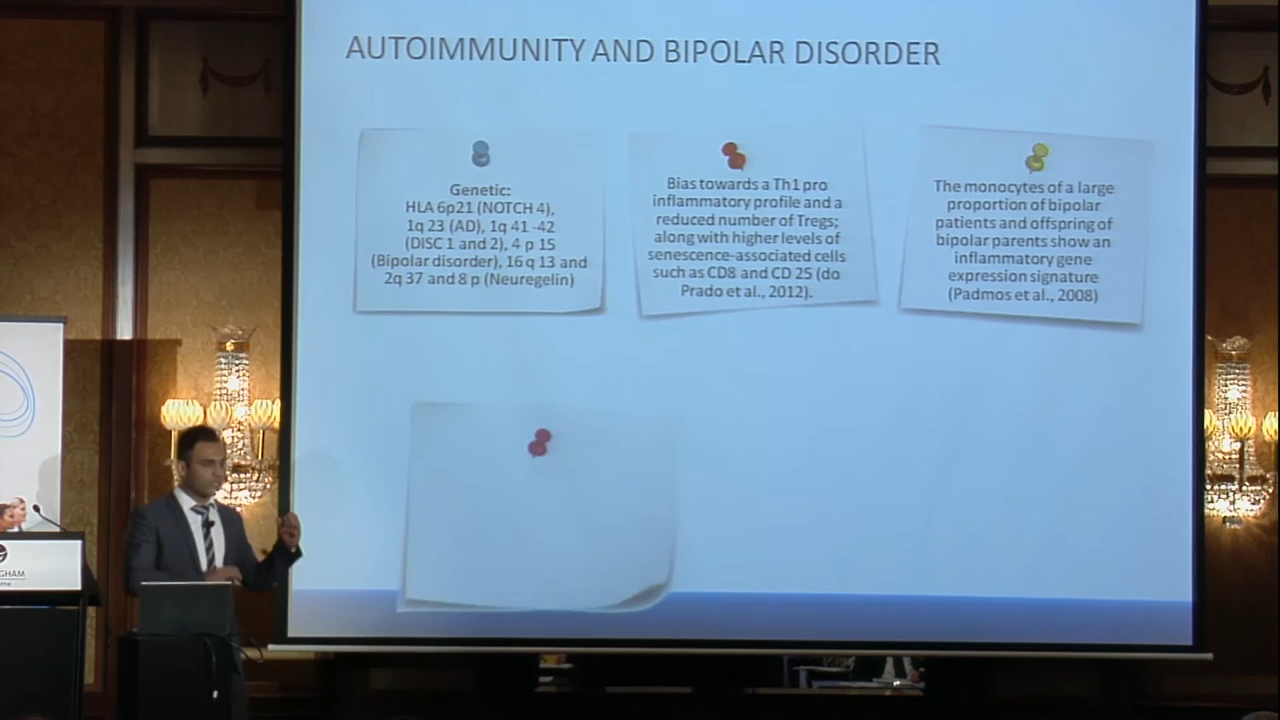 AUTOIMMUNITY AND BIPOLAR DISORDER
Genetic:
HLA 6p21 (NOTCH 4),
1q 23 (AD), 1q 41 -42
(DISC 1 and 2), 4 p 15
(Bipolar disorder), 16 q 13 and
2q 37 and 8 p (Neuregelin)
Bias towards a Th1 pro
inflammatory profile and a
reduced number of Tregs;
along with higher levels of
senescence-associated cells
such as CD8 and CD 25 (do
Prado et al., 2012).
The monocytes of a large
proportion of bipolar
patients and offspring of
bipolar parents show an
inflammatory gene
expression signature
(Padmos et al., 2008)